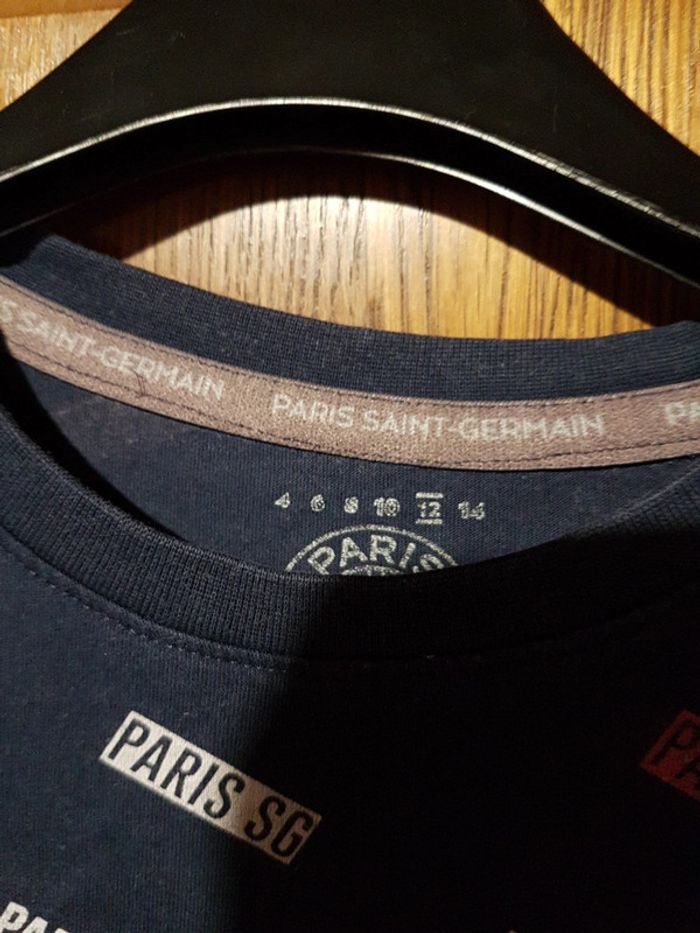 S SAINT-GERMAIN PARIS SAINT-GERMAIN
4 6 8 10 12 14
PARIS
PARIS SG